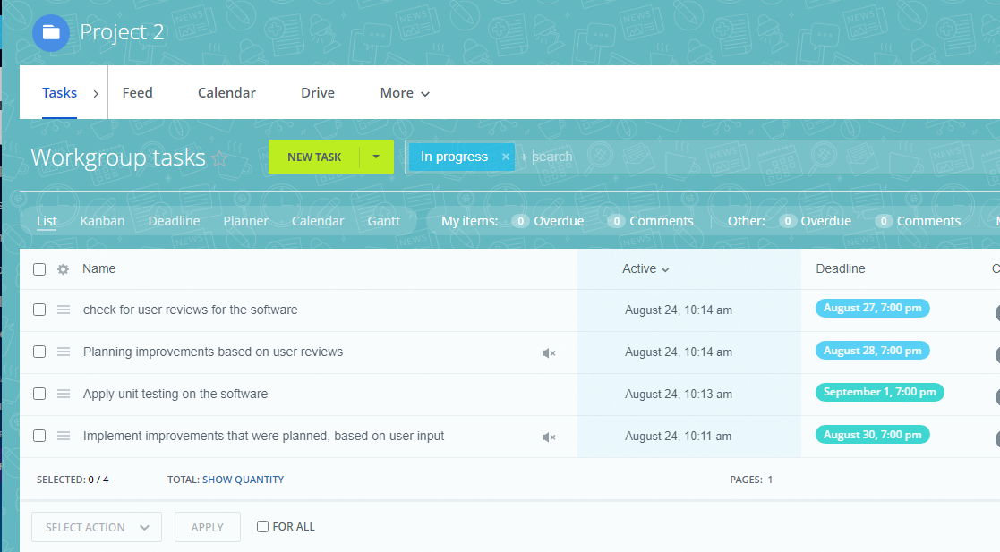 Project 2
Tasks Feed Calendar Drive More
Workgroup tasks NEW TASK In progress × + search
List Kanban Deadline Planner Calendar Gantt My items: 0 Overdue 0 Comments Other: 0 Overdue 0 Comments
Name Active Deadline
check for user reviews for the software August 24, 10:14 am August 27, 7:00 pm
Planning improvements based on user reviews August 24, 10:14 am August 28, 7:00 pm
Apply unit testing on the software August 24, 10:13 am September 1, 7:00 pm
Implement improvements that were planned, based on user input August 24, 10:11 am August 30, 7:00 pm
SELECTED: 0 / 4 TOTAL: SHOW QUANTITY PAGES: 1
SELECT ACTION APPLY FOR ALL